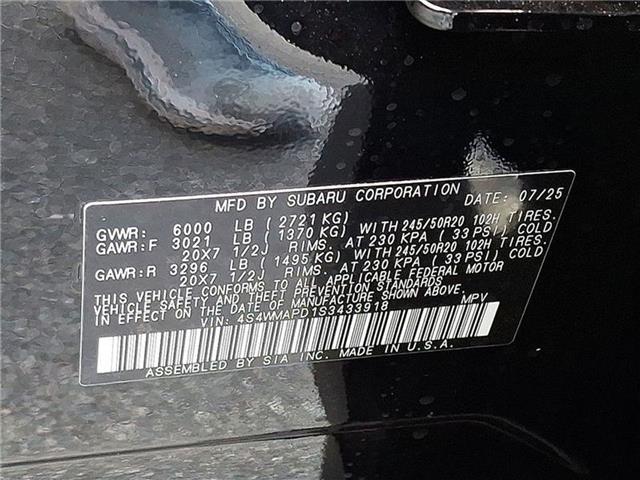 MFD BY SUBARU CORPORATION DATE: 07/25
GVWR: 6000 LB (2721 KG)
GAWR:F 3021 LB (1370 KG) WITH 245/50R20 102H TIRES.
20X7 1/2J RIMS. AT 230 KPA (33 PSI) COLD
GAWR:R 3296 LB (1495 KG) WITH 245/50R20 102H TIRES.
20X7 1/2J RIMS. AT 230 KPA (33 PSI) COLD
THIS VEHICLE CONFORMS TO ALL APPLICABLE FEDERAL MOTOR
VEHICLE SAFETY AND THEFT PREVENTION STANDARDS
IN EFFECT ON THE DATE OF MANUFACTURE SHOWN ABOVE.
VIN: 4S4WMAPD1S3433918 MPV
ASSEMBLED BY SIA INC. MADE IN U.S.A.